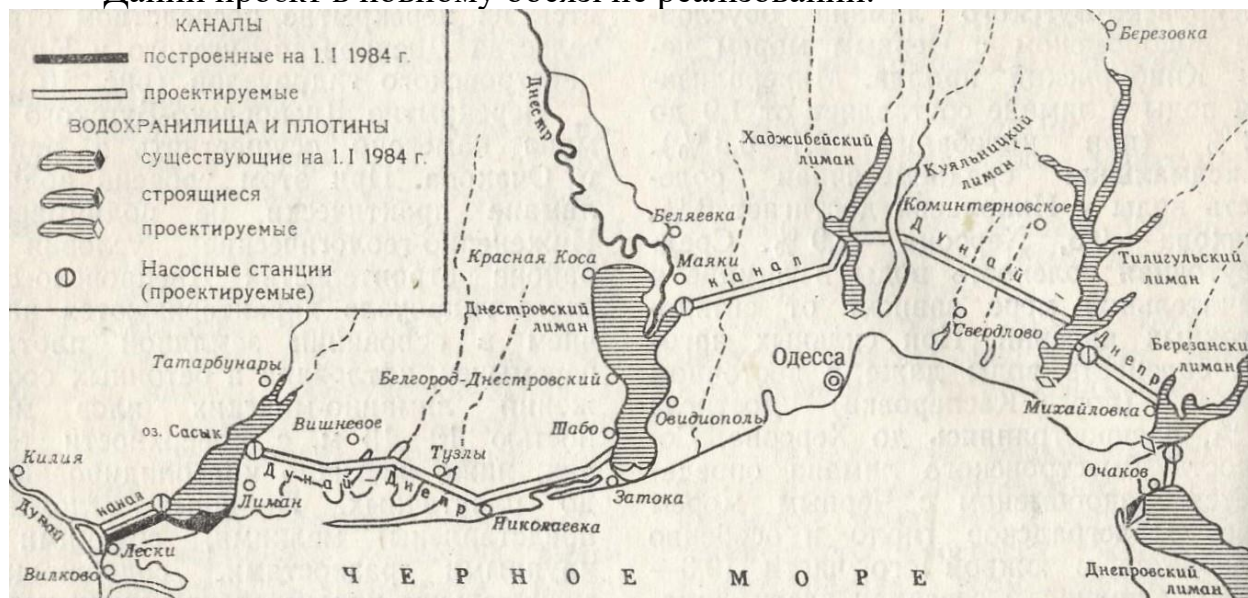 Даний проект в повному обсязі не реалізовани.
КАНАЛЫ
построенные на 1.I 1984 г.
проектируемые
ВОДОХРАНИЛИЩА И ПЛОТИНЫ
существующие на 1.I 1984 г.
строящиеся
проектируемые
Насосные станции
(проектируемые)
Березовка
Днестр
Хаджибейский
лиман
Куяльницкий
лиман
Коминтерновское
Беляевка
Тилигульский
лиман
Красная Коса
Маяки
канал
Дунай
Днестровский
лиман
Свердлово
Днепр
Березански
лиман
Татарбунары
Одесса
Белгород-Днестровский
Михайловка
Овидиополь
оз. Сасык
Вишневое
Шабо
Тузлы
Килия
Очаков
Дунай
канал
Лиман
Дунай - Днепр
Затока
Николаевка
Лески
Вилково
Днепровский
лиман
ЧЕРНОЕ МОРЕ